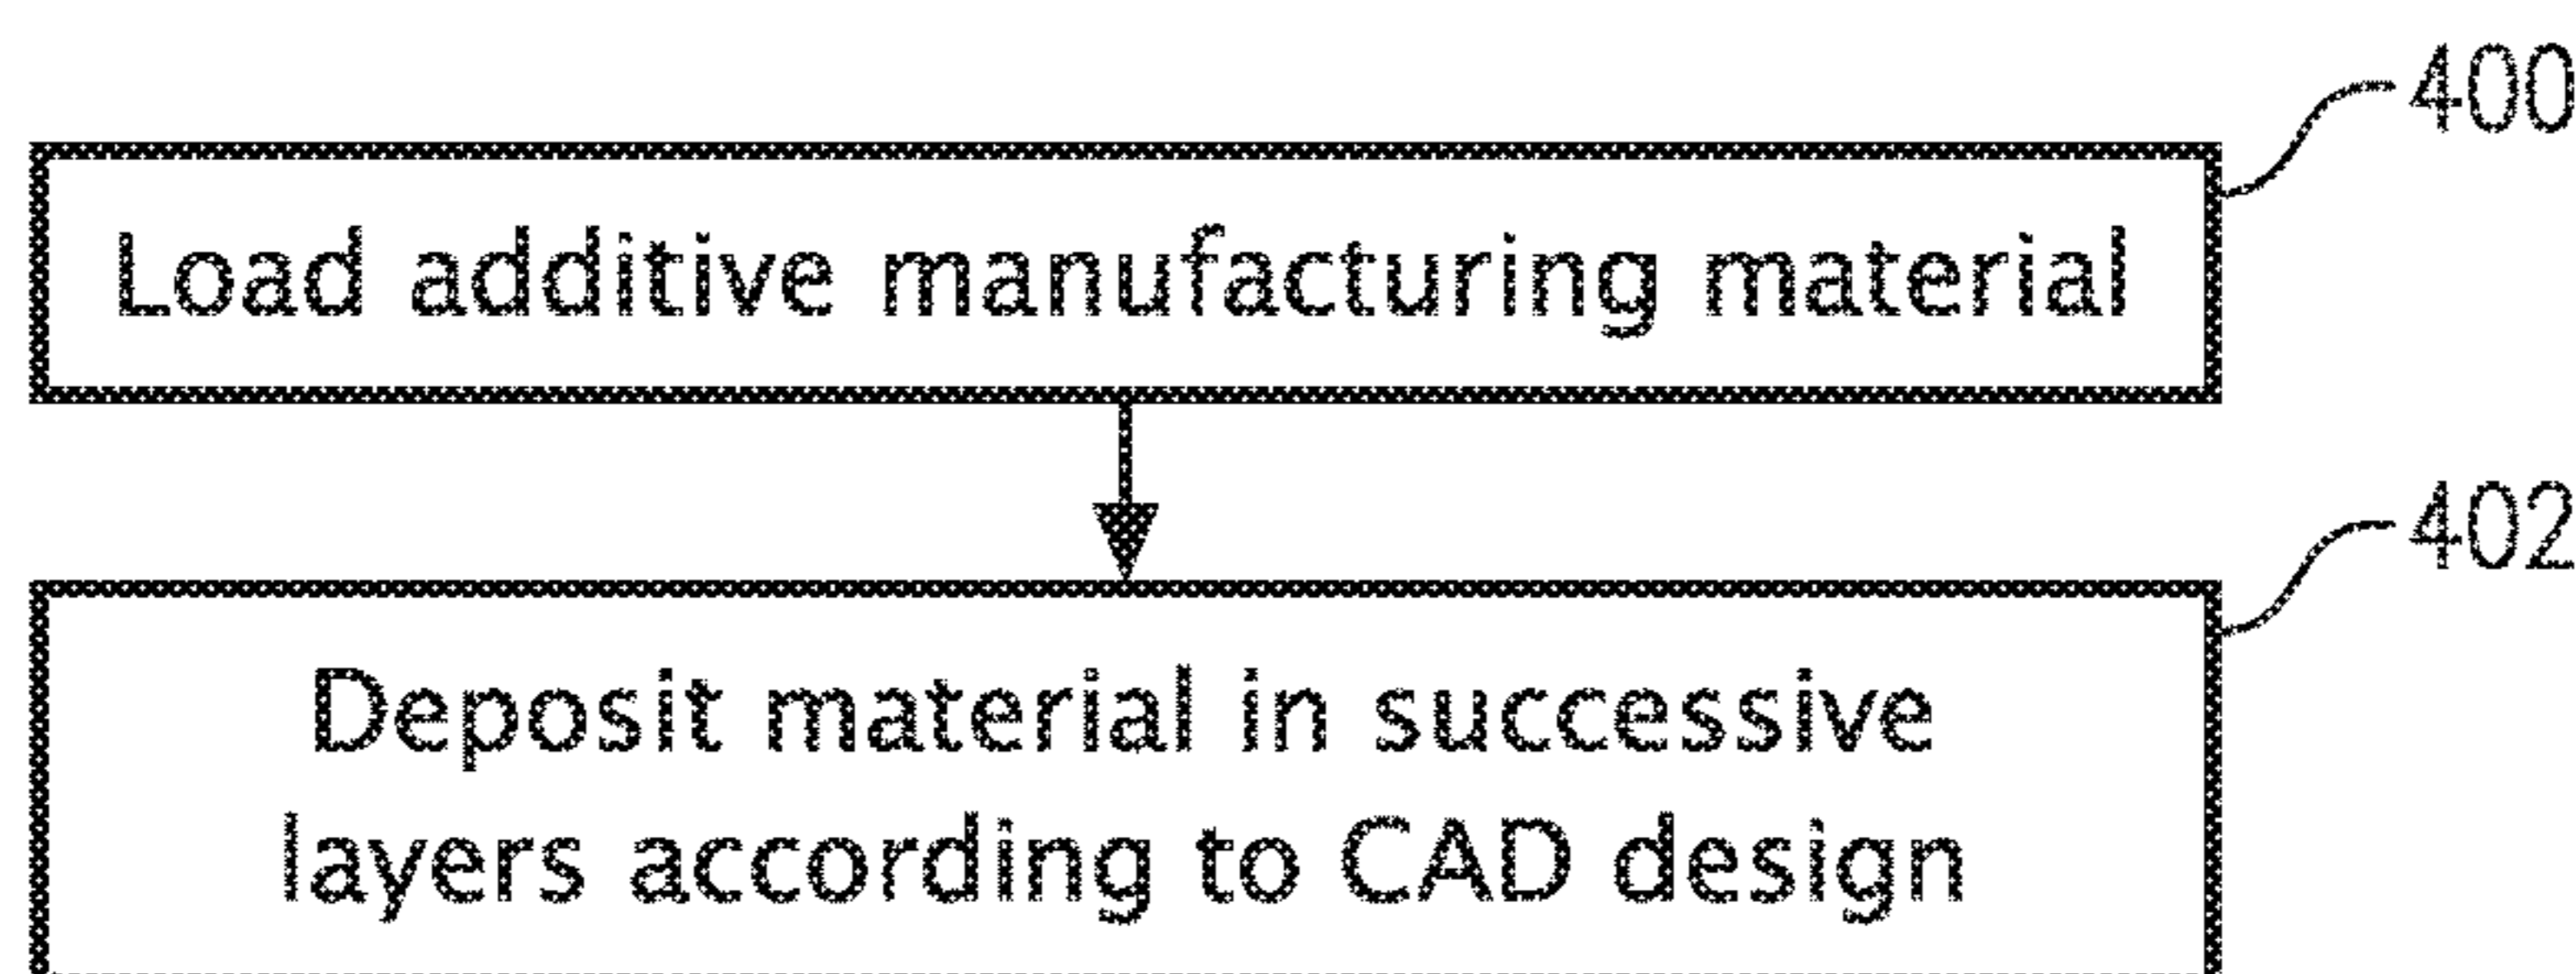 400
Load additive manufacturing material
402
Deposit material in successive
layers according to CAD design